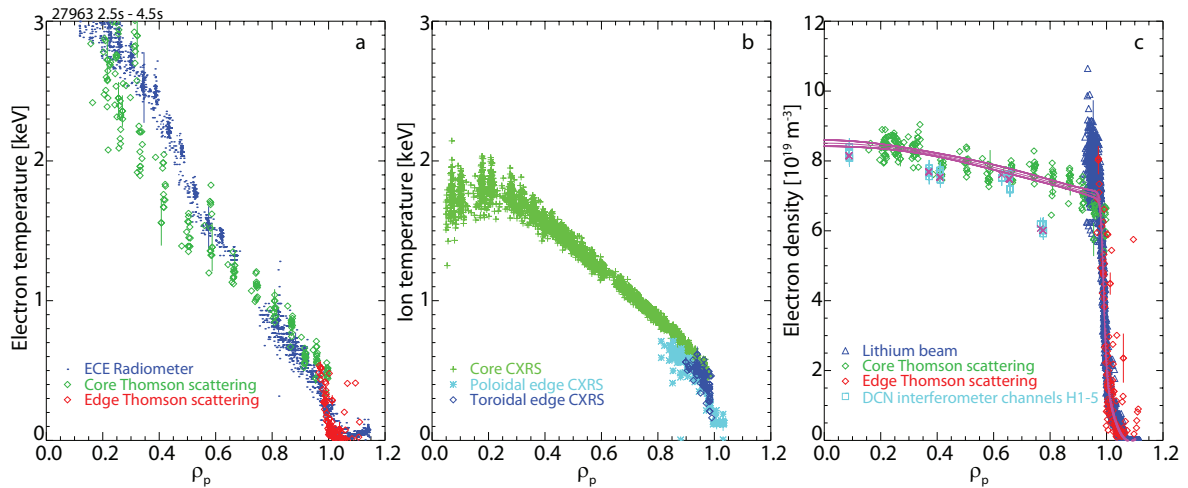 27963 2.5s - 4.5s
a
Electron temperature [keV]
3
2
1
0
ECE Radiometer
Core Thomson scattering
Edge Thomson scattering
0.0 0.2 0.4 0.6 0.8 1.0 1.2
ρp
b
Ion temperature [keV]
3
2
1
0
Core CXRS
Poloidal edge CXRS
Toroidal edge CXRS
0.0 0.2 0.4 0.6 0.8 1.0 1.2
ρp
c
Electron density [10¹⁹ m⁻³]
12
10
8
6
4
2
0
Lithium beam
Core Thomson scattering
Edge Thomson scattering
DCN interferometer channels H1-5
0.0 0.2 0.4 0.6 0.8 1.0 1.2
ρp